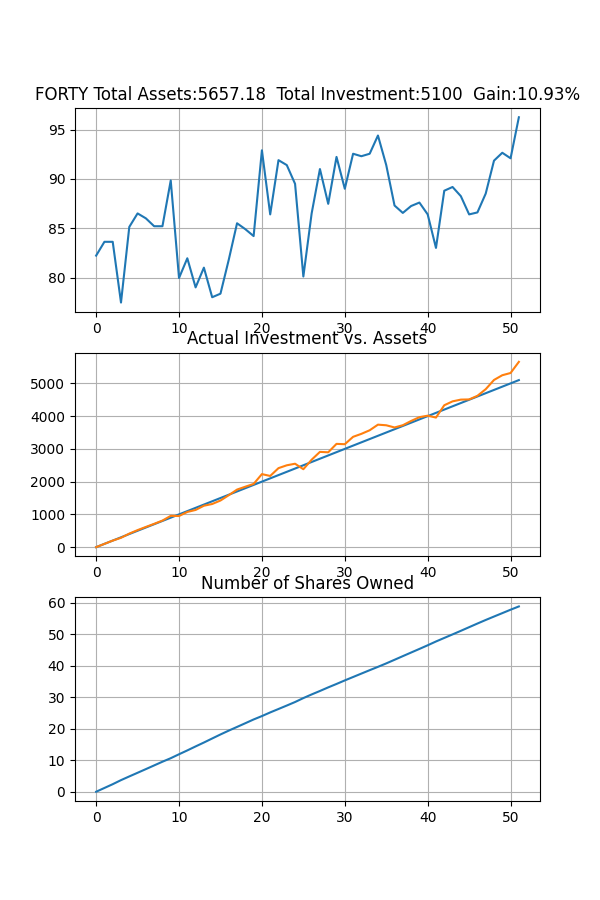 FORTY Total Assets:5657.18  Total Investment:5100  Gain:10.93%
95
90
85
80
0 10 20 30 40 50
Actual Investment vs. Assets
5000
4000
3000
2000
1000
0
0 10 20 30 40 50
Number of Shares Owned
60
50
40
30
20
10
0
0 10 20 30 40 50